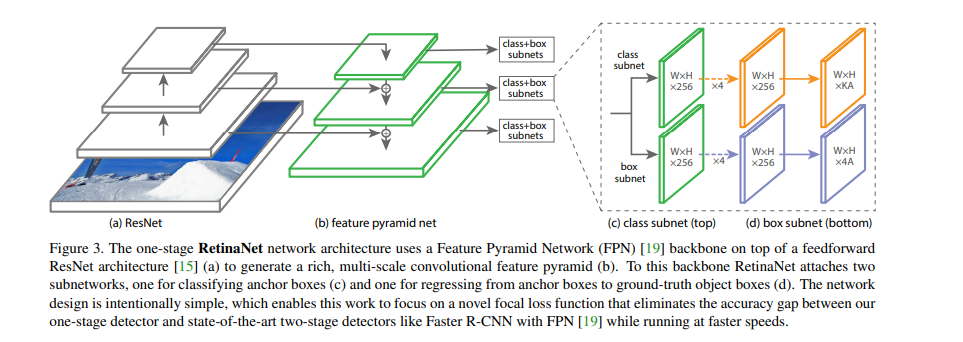 class+box
subnets
class+box
subnets
class+box
subnets
class
subnet
W×H
×256
×4
W×H
×256
W×H
×KA
box
subnet
W×H
×256
×4
W×H
×256
W×H
×4A
(a) ResNet
(b) feature pyramid net
(c) class subnet (top)
(d) box subnet (bottom)
Figure 3. The one-stage RetinaNet network architecture uses a Feature Pyramid Network (FPN) [19] backbone on top of a feedforward
ResNet architecture [15] (a) to generate a rich, multi-scale convolutional feature pyramid (b). To this backbone RetinaNet attaches two
subnetworks, one for classifying anchor boxes (c) and one for regressing from anchor boxes to ground-truth object boxes (d). The network
design is intentionally simple, which enables this work to focus on a novel focal loss function that eliminates the accuracy gap between our
one-stage detector and state-of-the-art two-stage detectors like Faster R-CNN with FPN [19] while running at faster speeds.